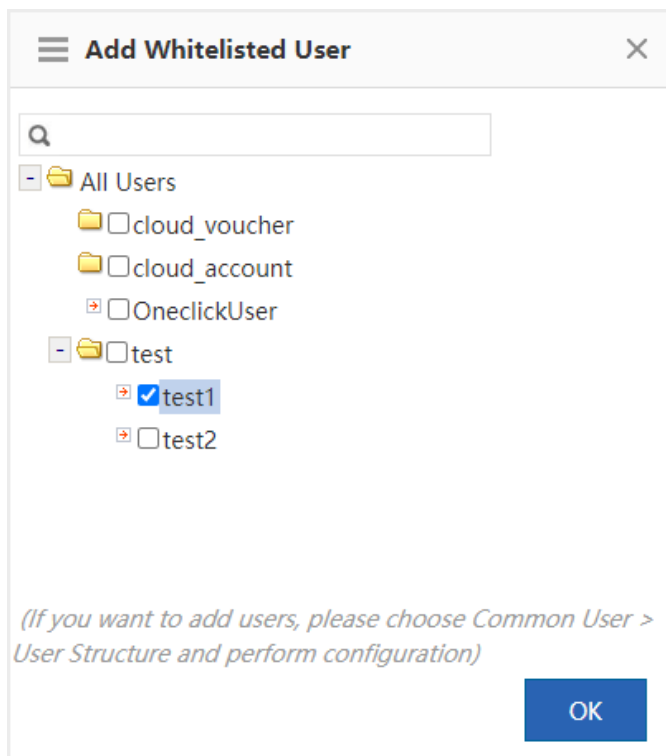 Add Whitelisted User
All Users
cloud_voucher
cloud_account
OneclickUser
test
test1
test2
(If you want to add users, please choose Common User >
User Structure and perform configuration)
OK